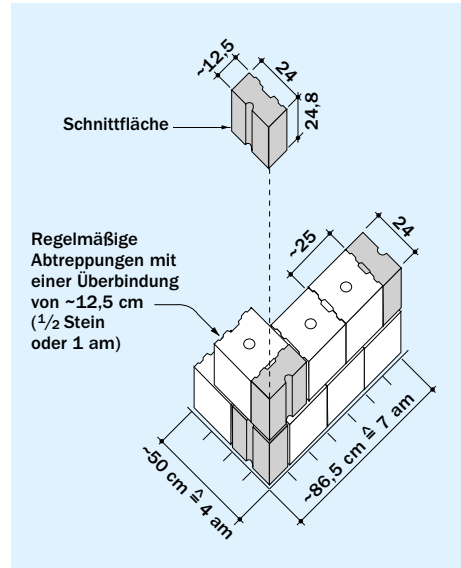 ~12,5
24
24,8
Schnittfläche
Regelmäßige
Abtreppungen mit
einer Überbindung
von ~12,5 cm
(1/2 Stein
oder 1 am)
~25
24
~50 cm ≙ 4 am
~86,5 cm ≙ 7 am